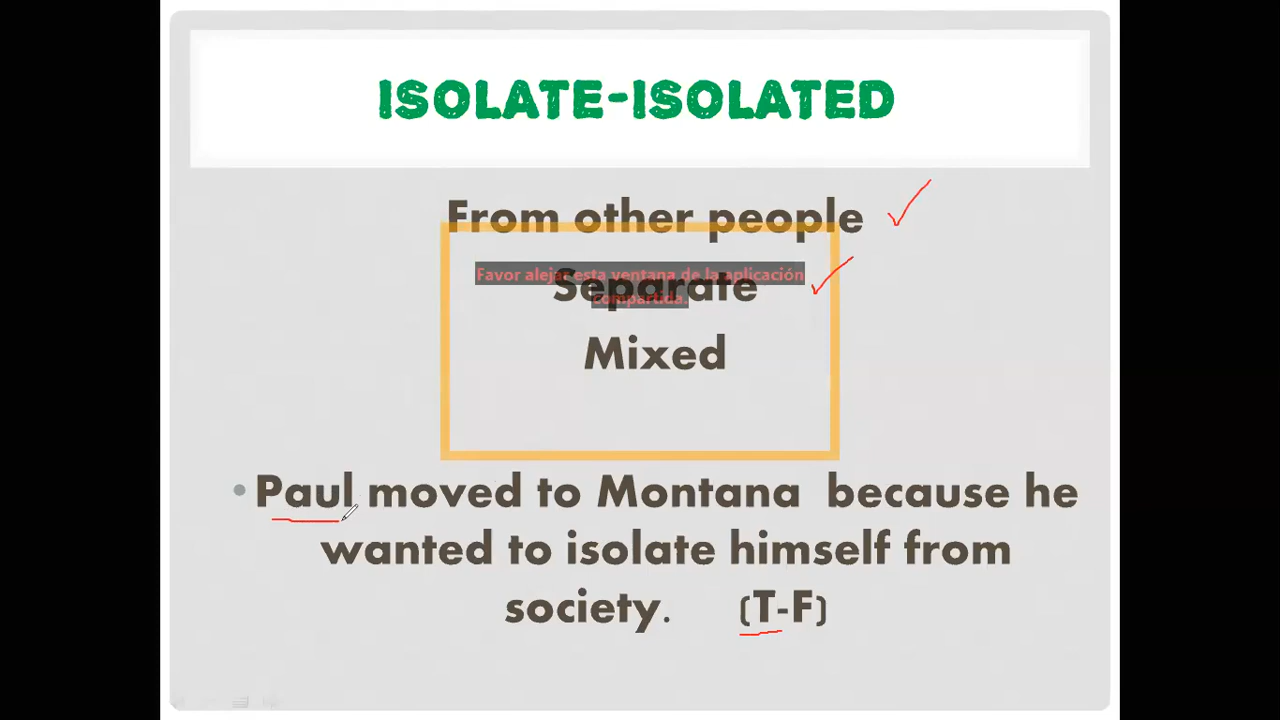 ISOLATE-ISOLATED
From other people
Favor alejar esta ventana de la aplicación
compartida.
Separate
Mixed
Paul moved to Montana because he
wanted to isolate himself from
society. (T-F)